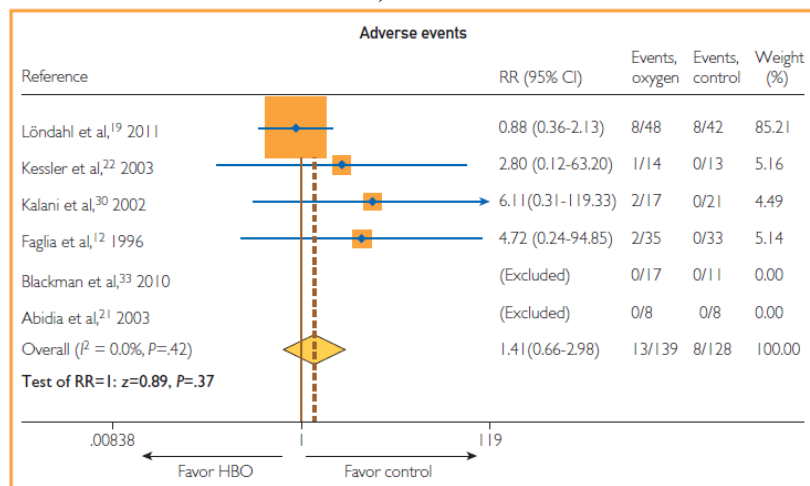 Adverse events
Reference RR (95% CI) Events, oxygen Events, control Weight (%)
Löndahl et al,19 2011 0.88 (0.36-2.13) 8/48 8/42 85.21
Kessler et al,22 2003 2.80 (0.12-63.20) 1/14 0/13 5.16
Kalani et al,30 2002 6.11(0.31-119.33) 2/17 0/21 4.49
Faglia et al,12 1996 4.72 (0.24-94.85) 2/35 0/33 5.14
Blackman et al,33 2010 (Excluded) 0/17 0/11 0.00
Abidia et al,21 2003 (Excluded) 0/8 0/8 0.00
Overall (I2 = 0.0%, P=.42) 1.41(0.66-2.98) 13/139 8/128 100.00
Test of RR=1: z=0.89, P=.37
.00838 1 119
Favor HBO Favor control